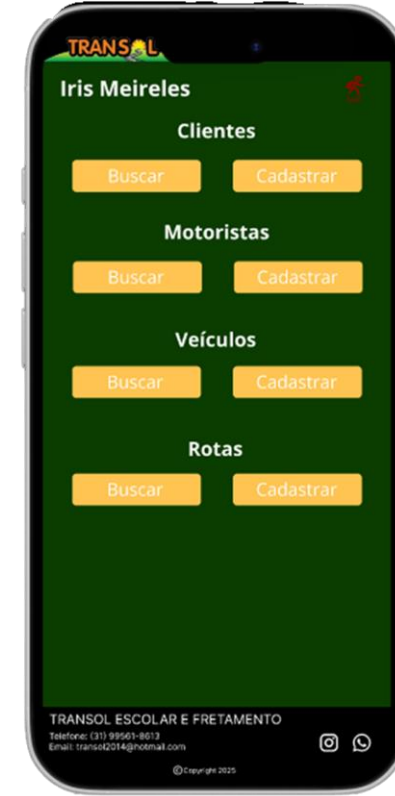 TRANSOL
Iris Meireles
Clientes
Buscar Cadastrar
Motoristas
Buscar Cadastrar
Veículos
Buscar Cadastrar
Rotas
Buscar Cadastrar
TRANSOL ESCOLAR E FRETAMENTO
Telefone: (31) 99561-8613
Email: transol2014@hotmail.com
©Copyright 2025